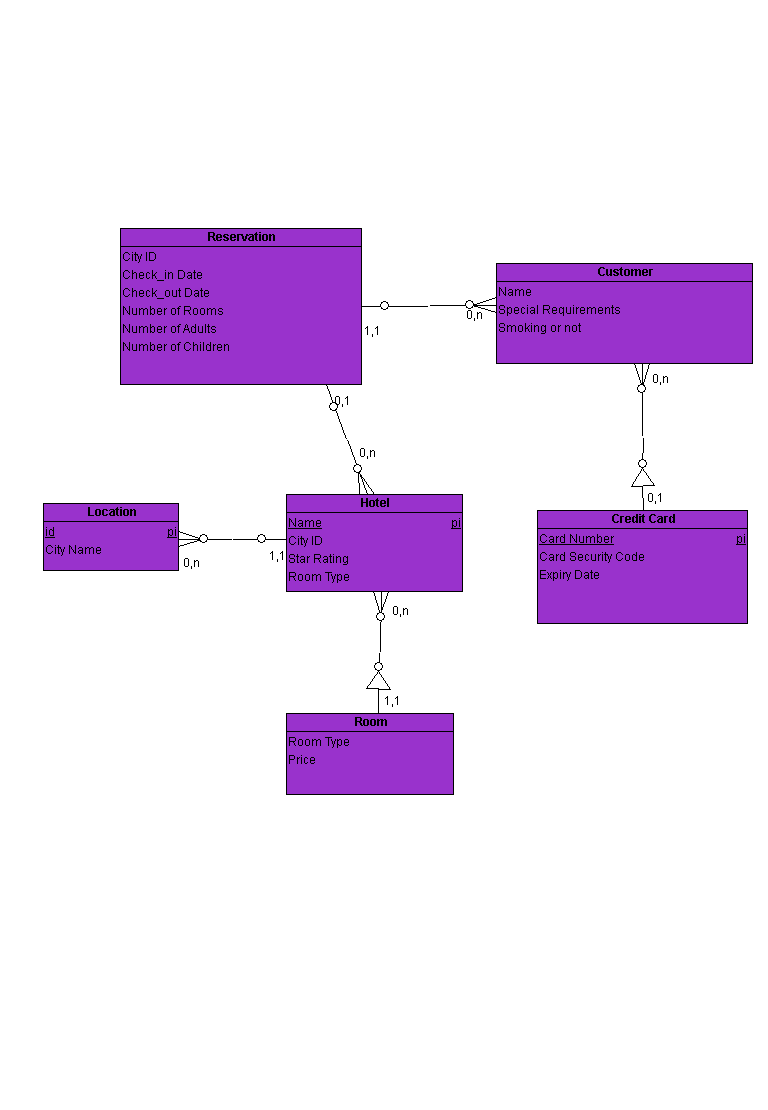 Reservation
City ID
Check_in Date
Check_out Date
Number of Rooms
Number of Adults
Number of Children
Customer
Name
Special Requirements
Smoking or not
0,n
1,1
0,n
0,1
0,n
Location
id pi
City Name
0,n
1,1
Hotel
Name pi
City ID
Star Rating
Room Type
0,n
0,1
Credit Card
Card Number pi
Card Security Code
Expiry Date
1,1
Room
Room Type
Price